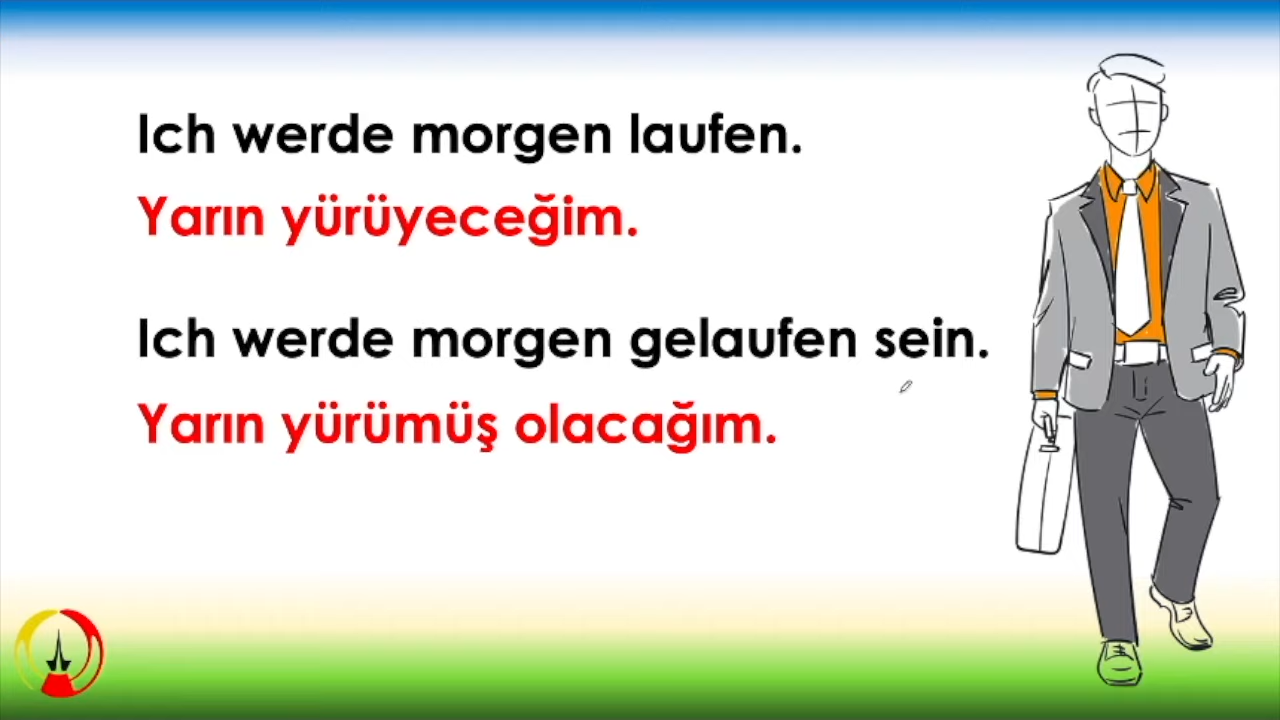 Ich werde morgen laufen.
Yarın yürüyeceğim.
Ich werde morgen gelaufen sein.
Yarın yürümüş olacağım.